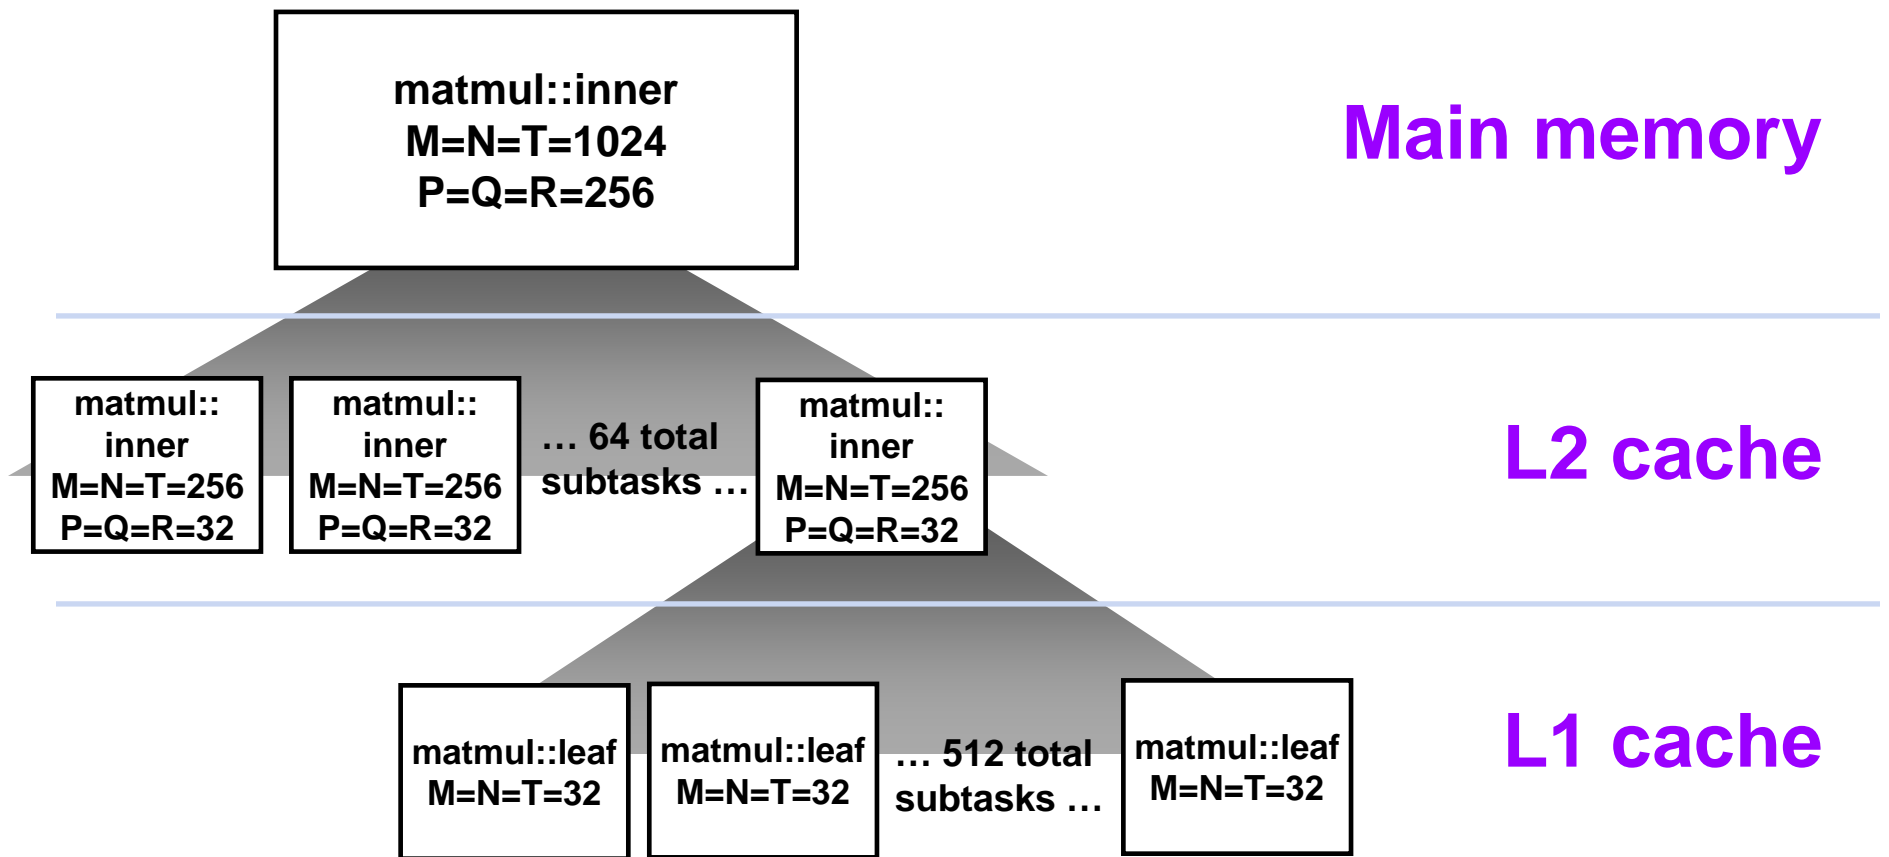 matmul::inner
M=N=T=1024
P=Q=R=256
Main memory
matmul::
inner
M=N=T=256
P=Q=R=32
matmul::
inner
M=N=T=256
P=Q=R=32
… 64 total
subtasks …
matmul::
inner
M=N=T=256
P=Q=R=32
L2 cache
matmul::leaf
M=N=T=32
matmul::leaf
M=N=T=32
… 512 total
subtasks …
matmul::leaf
M=N=T=32
L1 cache